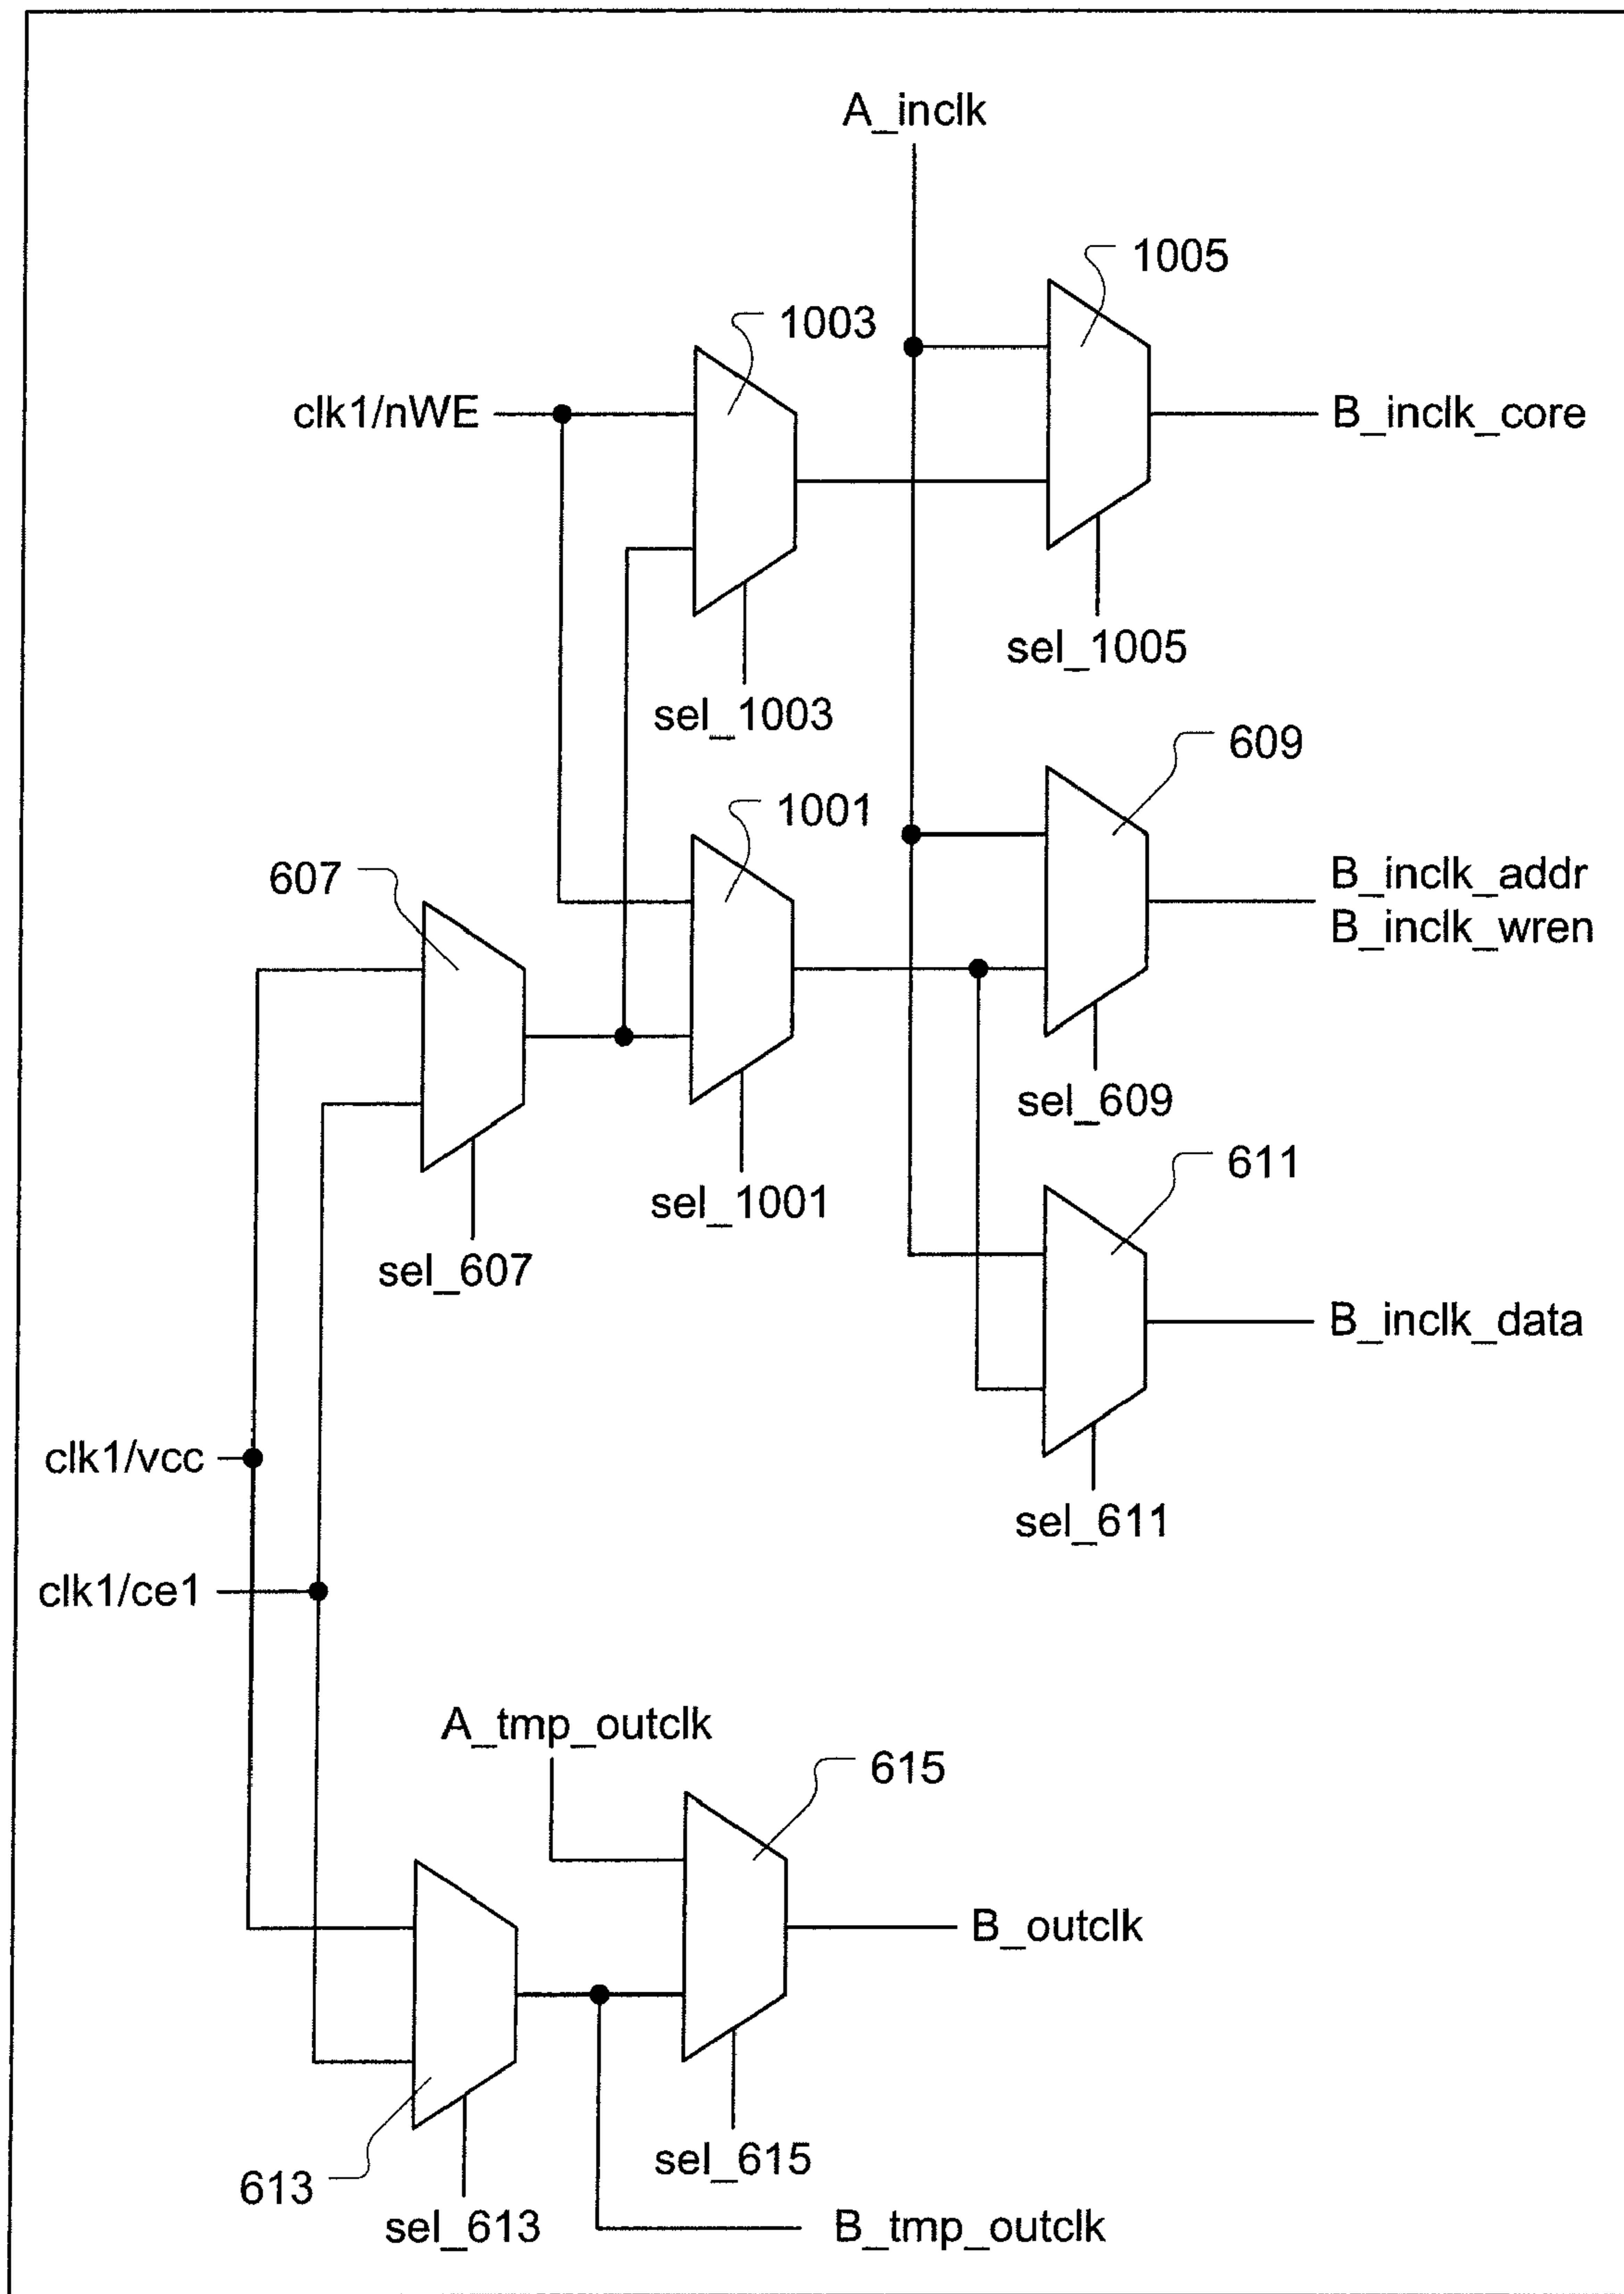 A_inclk
1005
1003
clk1/nWE
B_inclk_core
sel_1005
sel_1003
609
1001
607
B_inclk_addr
B_inclk_wren
sel_609
611
sel_1001
sel_607
B_inclk_data
clk1/vcc
sel_611
clk1/ce1
A_tmp_outclk
615
B_outclk
sel_615
613
sel_613
B_tmp_outclk